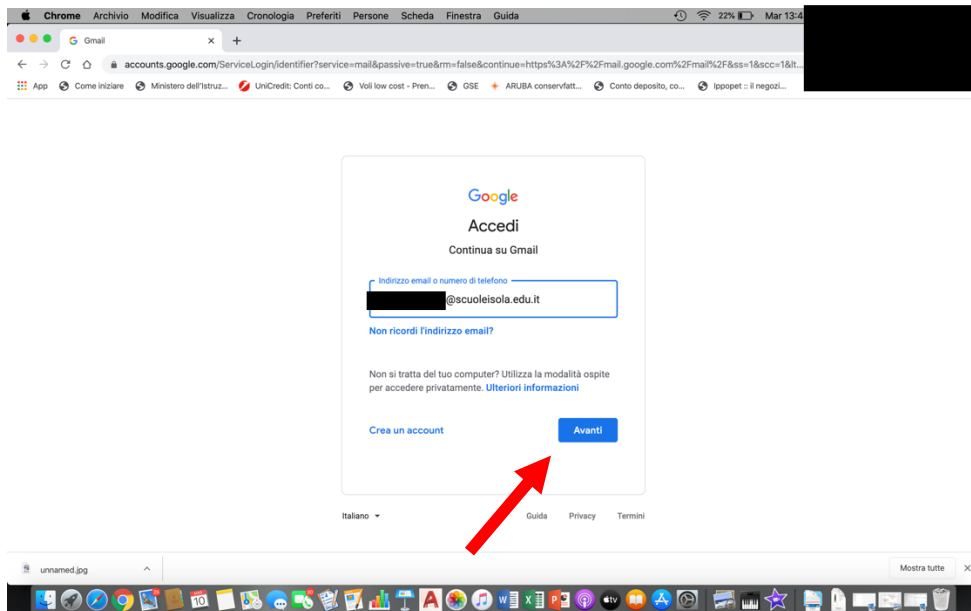 Chrome Archivio Modifica Visualizza Cronologia Preferiti Persone Scheda Finestra Guida 22% Mar 13:4
Gmail
accounts.google.com/ServiceLogin/identifier?service=mail&passive=true&rm=false&continue=https%3A%2F%2Fmail.google.com%2Fmail%2F&ss=1&scc=1&lt...
App Come iniziare Ministero dell'Istruz... UniCredit: Conti co... Voli low cost - Pren... GSE ARUBA conservfatt... Conto deposito, co... Ippopet :: il negozi...
Google
Accedi
Continua su Gmail
Indirizzo email o numero di telefono
@scuoleisola.edu.it
Non ricordi l'indirizzo email?
Non si tratta del tuo computer? Utilizza la modalità ospite
per accedere privatamente. Ulteriori informazioni
Crea un account Avanti
Italiano Guida Privacy Termini
unnamed.jpg Mostra tutte